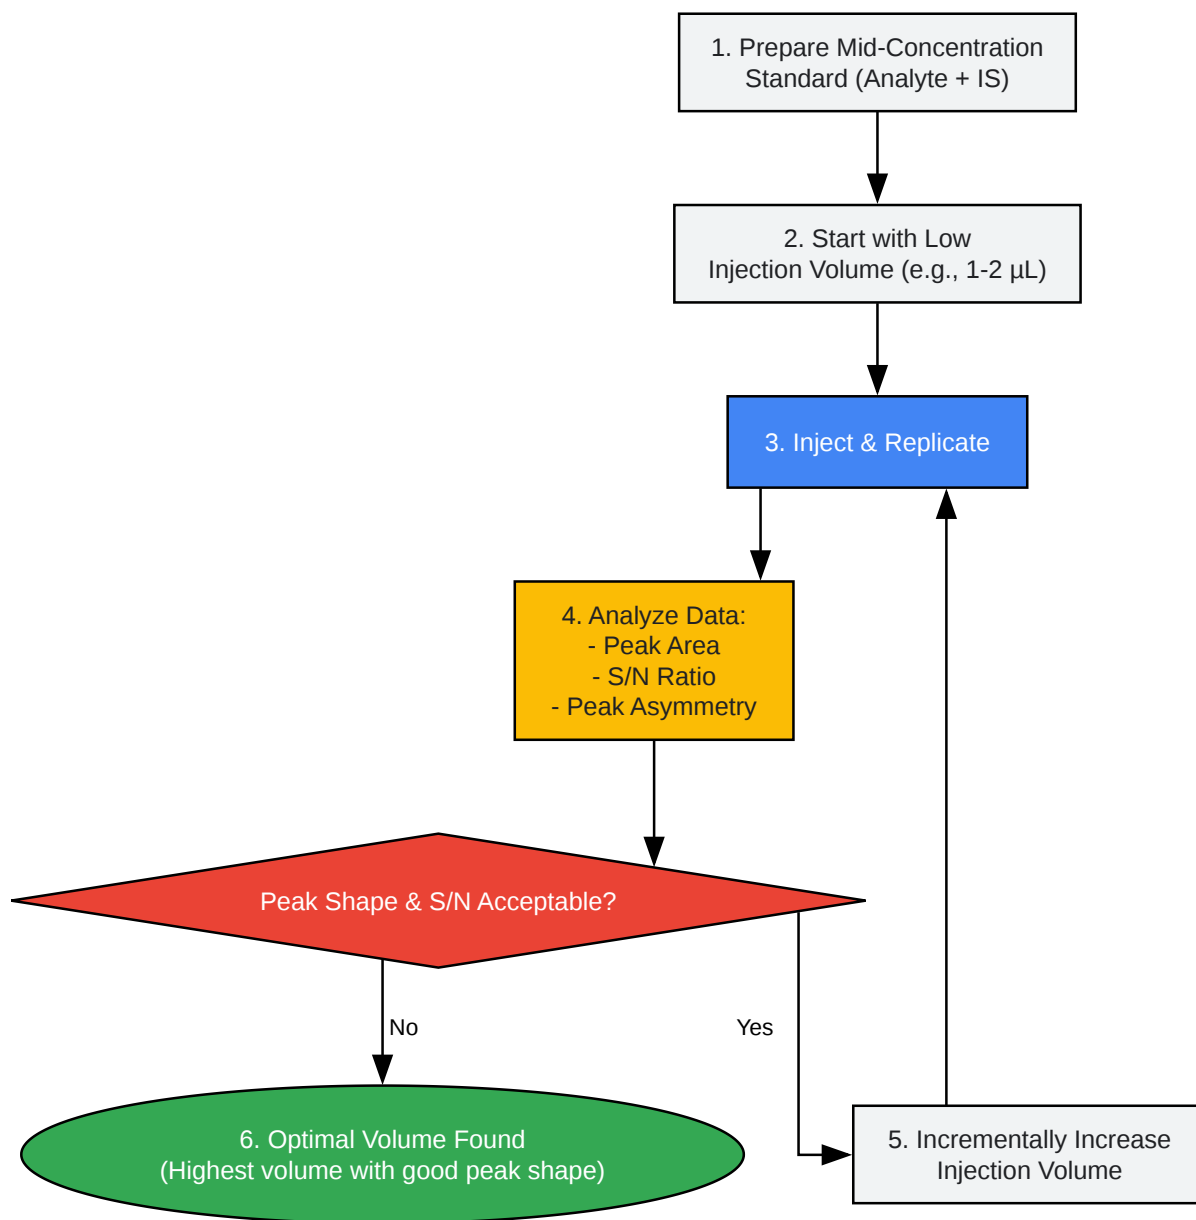 1. Prepare Mid-Concentration
Standard (Analyte + IS)
2. Start with Low
Injection Volume (e.g., 1-2 µL)
3. Inject & Replicate
4. Analyze Data:
- Peak Area
- S/N Ratio
- Peak Asymmetry
Peak Shape & S/N Acceptable?
No
Yes
6. Optimal Volume Found
(Highest volume with good peak shape)
5. Incrementally Increase
Injection Volume